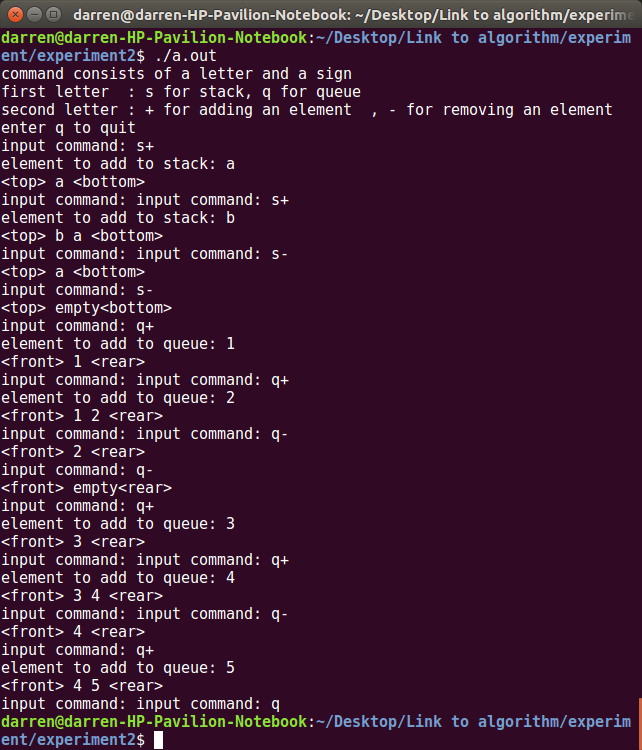 darren@darren-HP-Pavilion-Notebook: ~/Desktop/Link to algorithm/experim
darren@darren-HP-Pavilion-Notebook:~/Desktop/Link to algorithm/experim
ent/experiment2$ ./a.out
command consists of a letter and a sign
first letter  : s for stack, q for queue
second letter : + for adding an element  , - for removing an element
enter q to quit
input command: s+
element to add to stack: a
<top> a <bottom>
input command: input command: s+
element to add to stack: b
<top> b a <bottom>
input command: input command: s-
<top> a <bottom>
input command: s-
<top> empty<bottom>
input command: q+
element to add to queue: 1
<front> 1 <rear>
input command: input command: q+
element to add to queue: 2
<front> 1 2 <rear>
input command: input command: q-
<front> 2 <rear>
input command: q-
<front> empty<rear>
input command: q+
element to add to queue: 3
<front> 3 <rear>
input command: input command: q+
element to add to queue: 4
<front> 3 4 <rear>
input command: input command: q-
<front> 4 <rear>
input command: q+
element to add to queue: 5
<front> 4 5 <rear>
input command: input command: q
darren@darren-HP-Pavilion-Notebook:~/Desktop/Link to algorithm/experim
ent/experiment2$